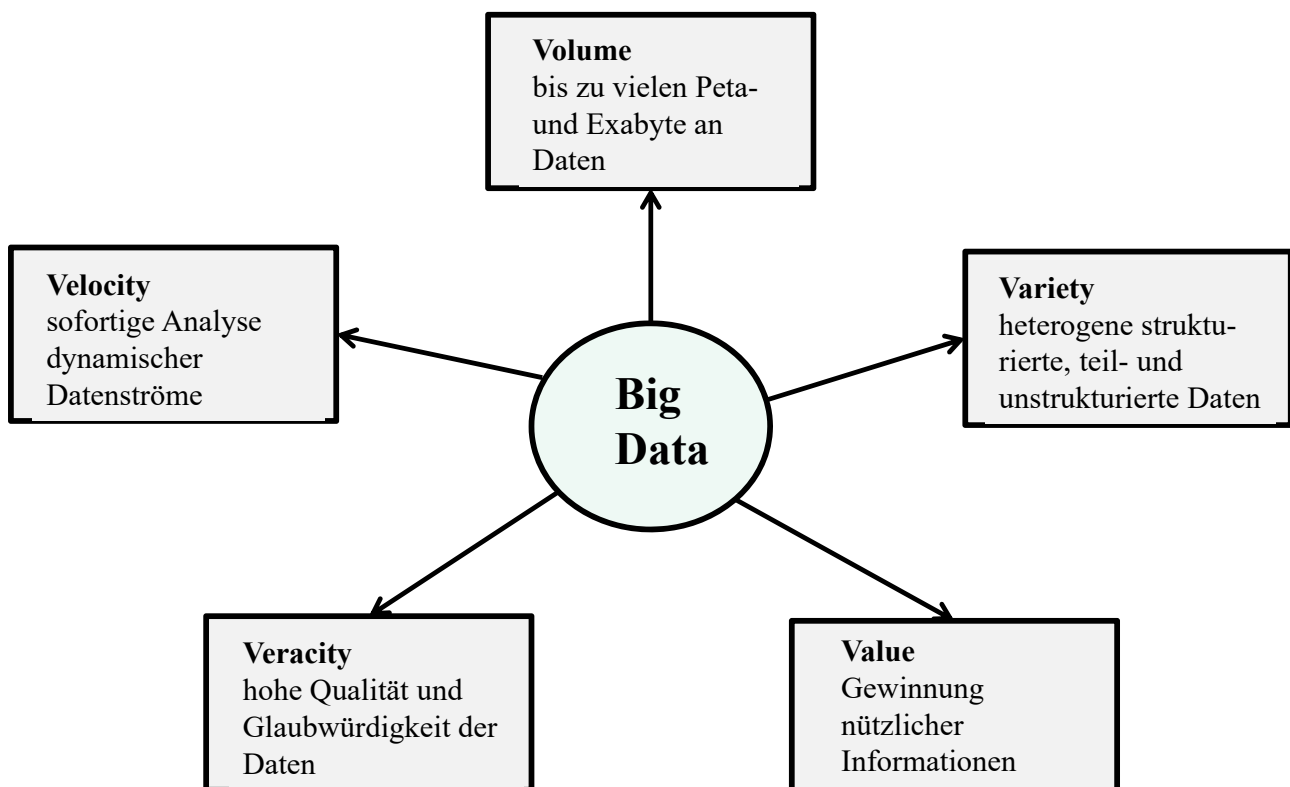 Volume
bis zu vielen Peta-
und Exabyte an
Daten
Velocity
sofortige Analyse
dynamischer
Datenströme
Variety
heterogene struktu-
rierte, teil- und
unstrukturierte Daten
Big
Data
Veracity
hohe Qualität und
Glaubwürdigkeit der
Daten
Value
Gewinnung
nützlicher
Informationen